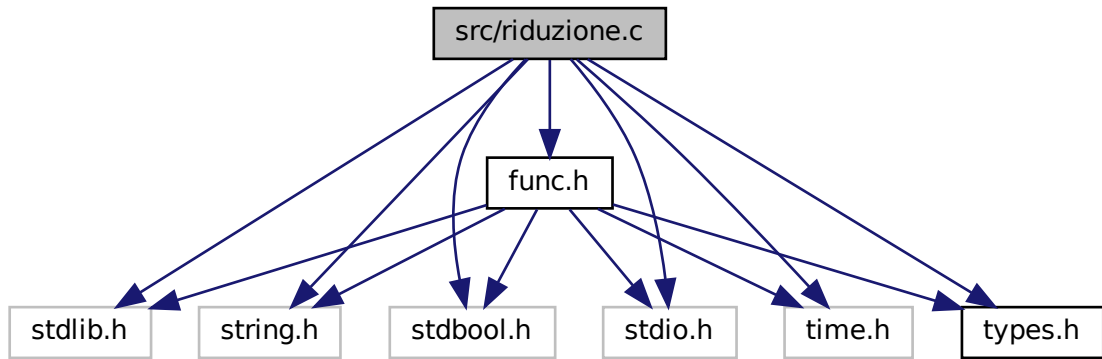 src/riduzione.c
func.h
stdlib.h
string.h
stdbool.h
stdio.h
time.h
types.h